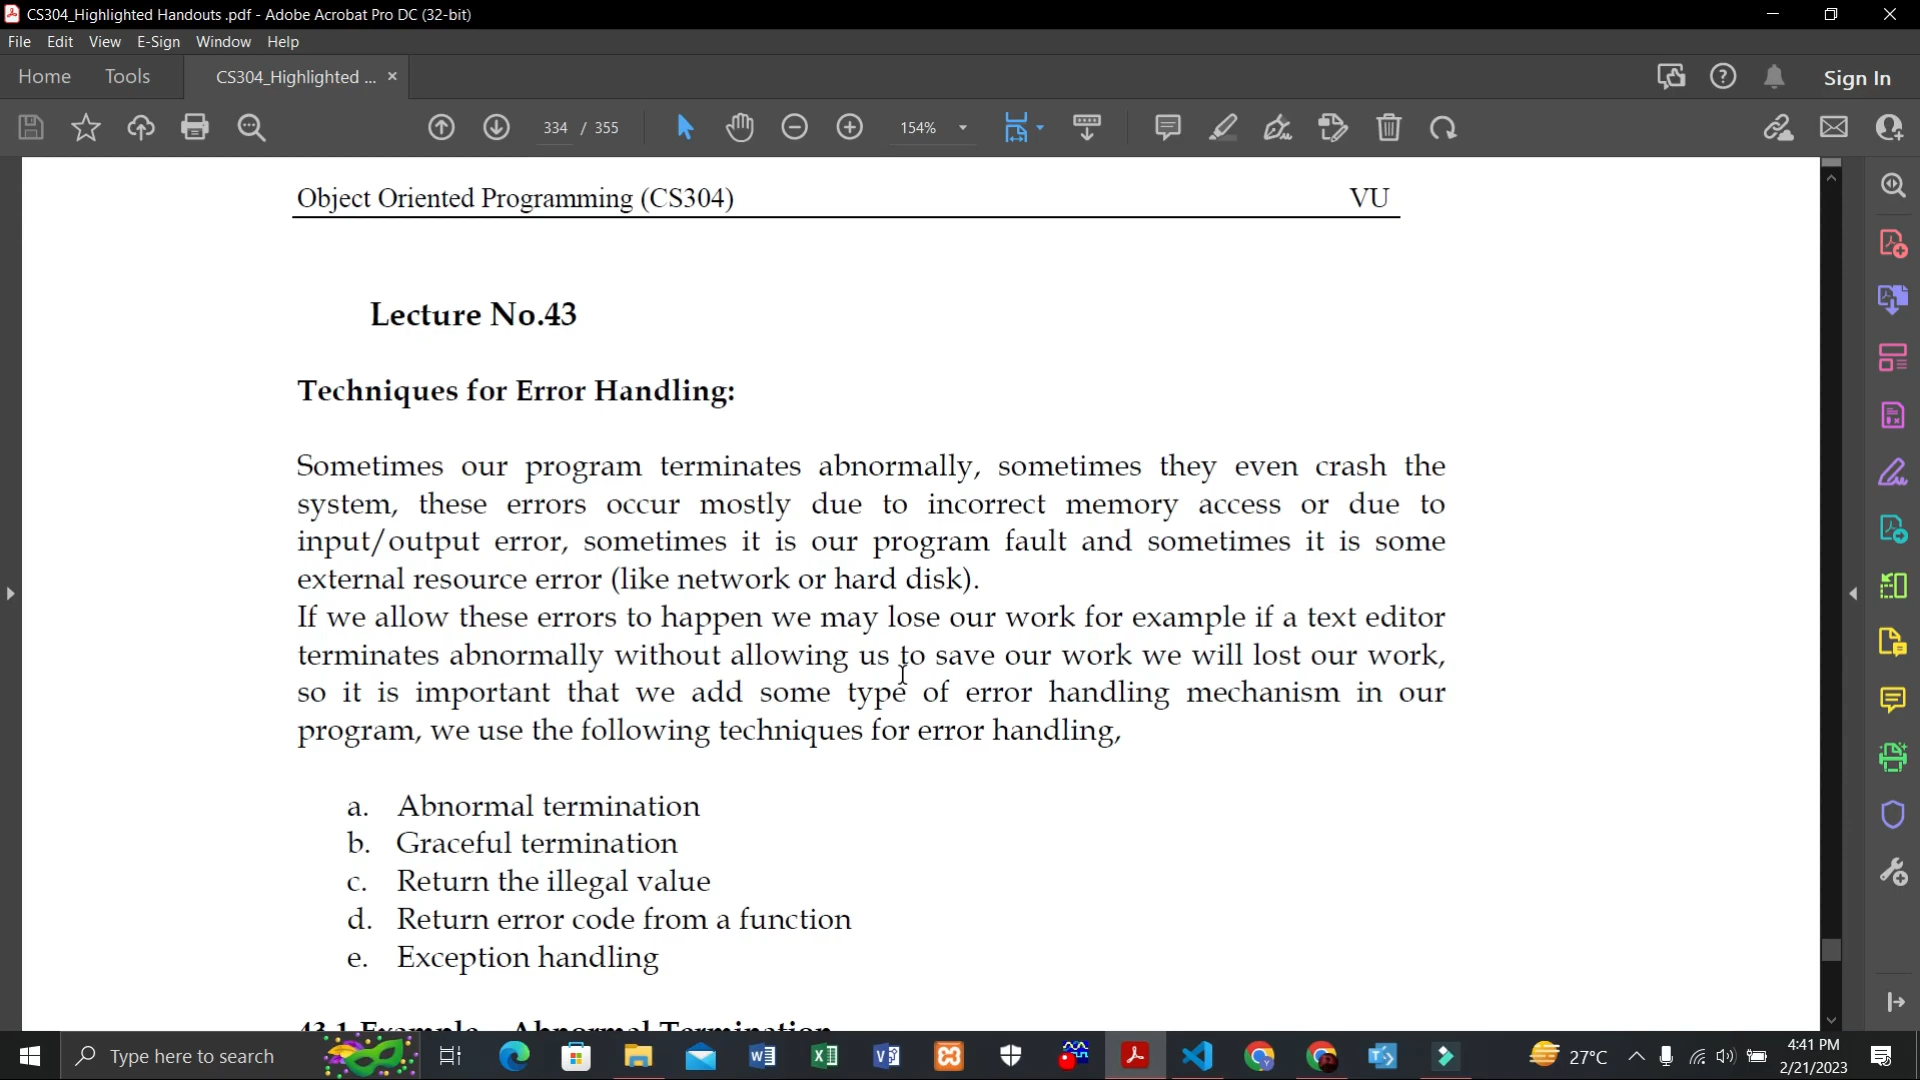 CS304_Highlighted Handouts .pdf - Adobe Acrobat Pro DC (32-bit)
File Edit View E-Sign Window Help
Home Tools CS304_Highlighted ... × Sign In
334 / 355 154%
Object Oriented Programming (CS304) VU
Lecture No.43
Techniques for Error Handling:
Sometimes our program terminates abnormally, sometimes they even crash the
system, these errors occur mostly due to incorrect memory access or due to
input/output error, sometimes it is our program fault and sometimes it is some
external resource error (like network or hard disk).
If we allow these errors to happen we may lose our work for example if a text editor
terminates abnormally without allowing us to save our work we will lost our work,
so it is important that we add some type of error handling mechanism in our
program, we use the following techniques for error handling,
a. Abnormal termination
b. Graceful termination
c. Return the illegal value
d. Return error code from a function
e. Exception handling
43.1 Example – Abnormal Termination
Type here to search 27°C 4:41 PM
2/21/2023